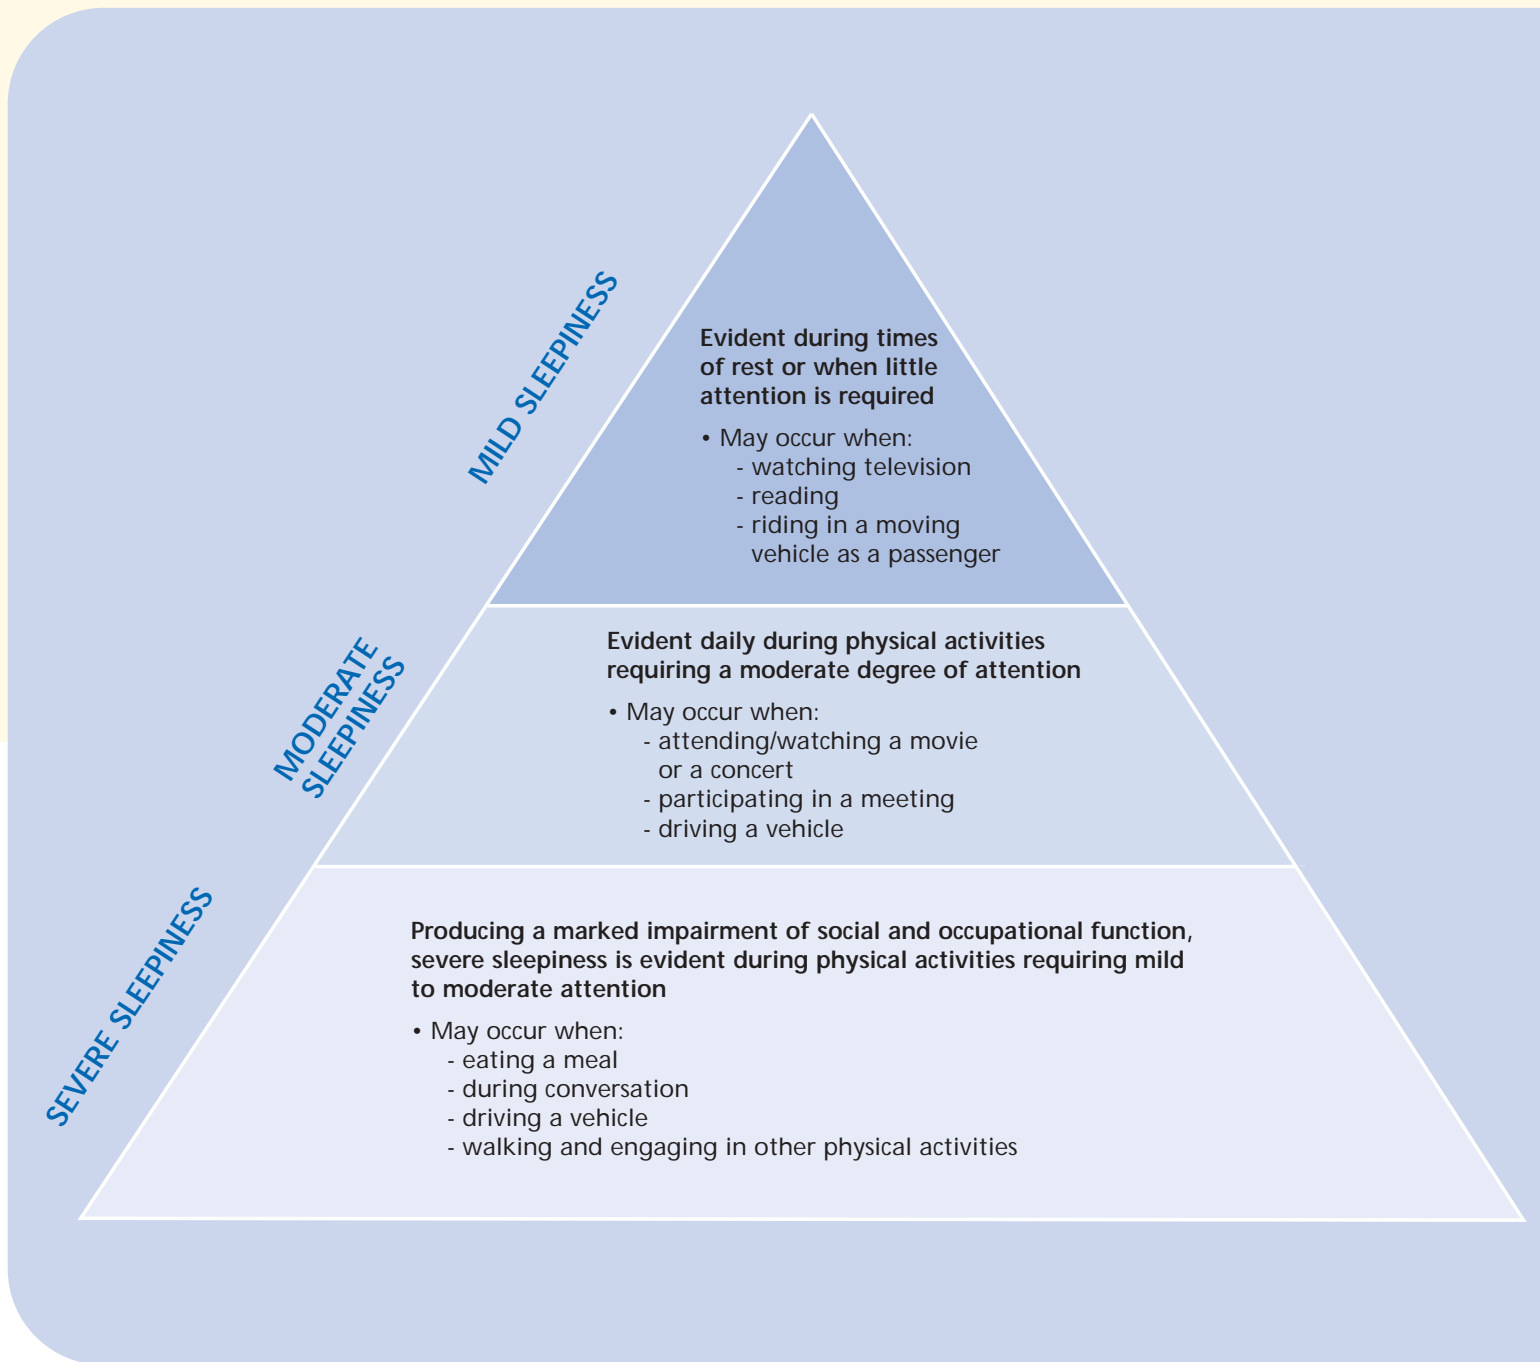 MILD SLEEPINESS
Evident during times
of rest or when little
attention is required
• May occur when:
- watching television
- reading
- riding in a moving
vehicle as a passenger
MODERATE
SLEEPINESS
Evident daily during physical activities
requiring a moderate degree of attention
• May occur when:
- attending/watching a movie
or a concert
- participating in a meeting
- driving a vehicle
SEVERE SLEEPINESS
Producing a marked impairment of social and occupational function,
severe sleepiness is evident during physical activities requiring mild
to moderate attention
• May occur when:
- eating a meal
- during conversation
- driving a vehicle
- walking and engaging in other physical activities